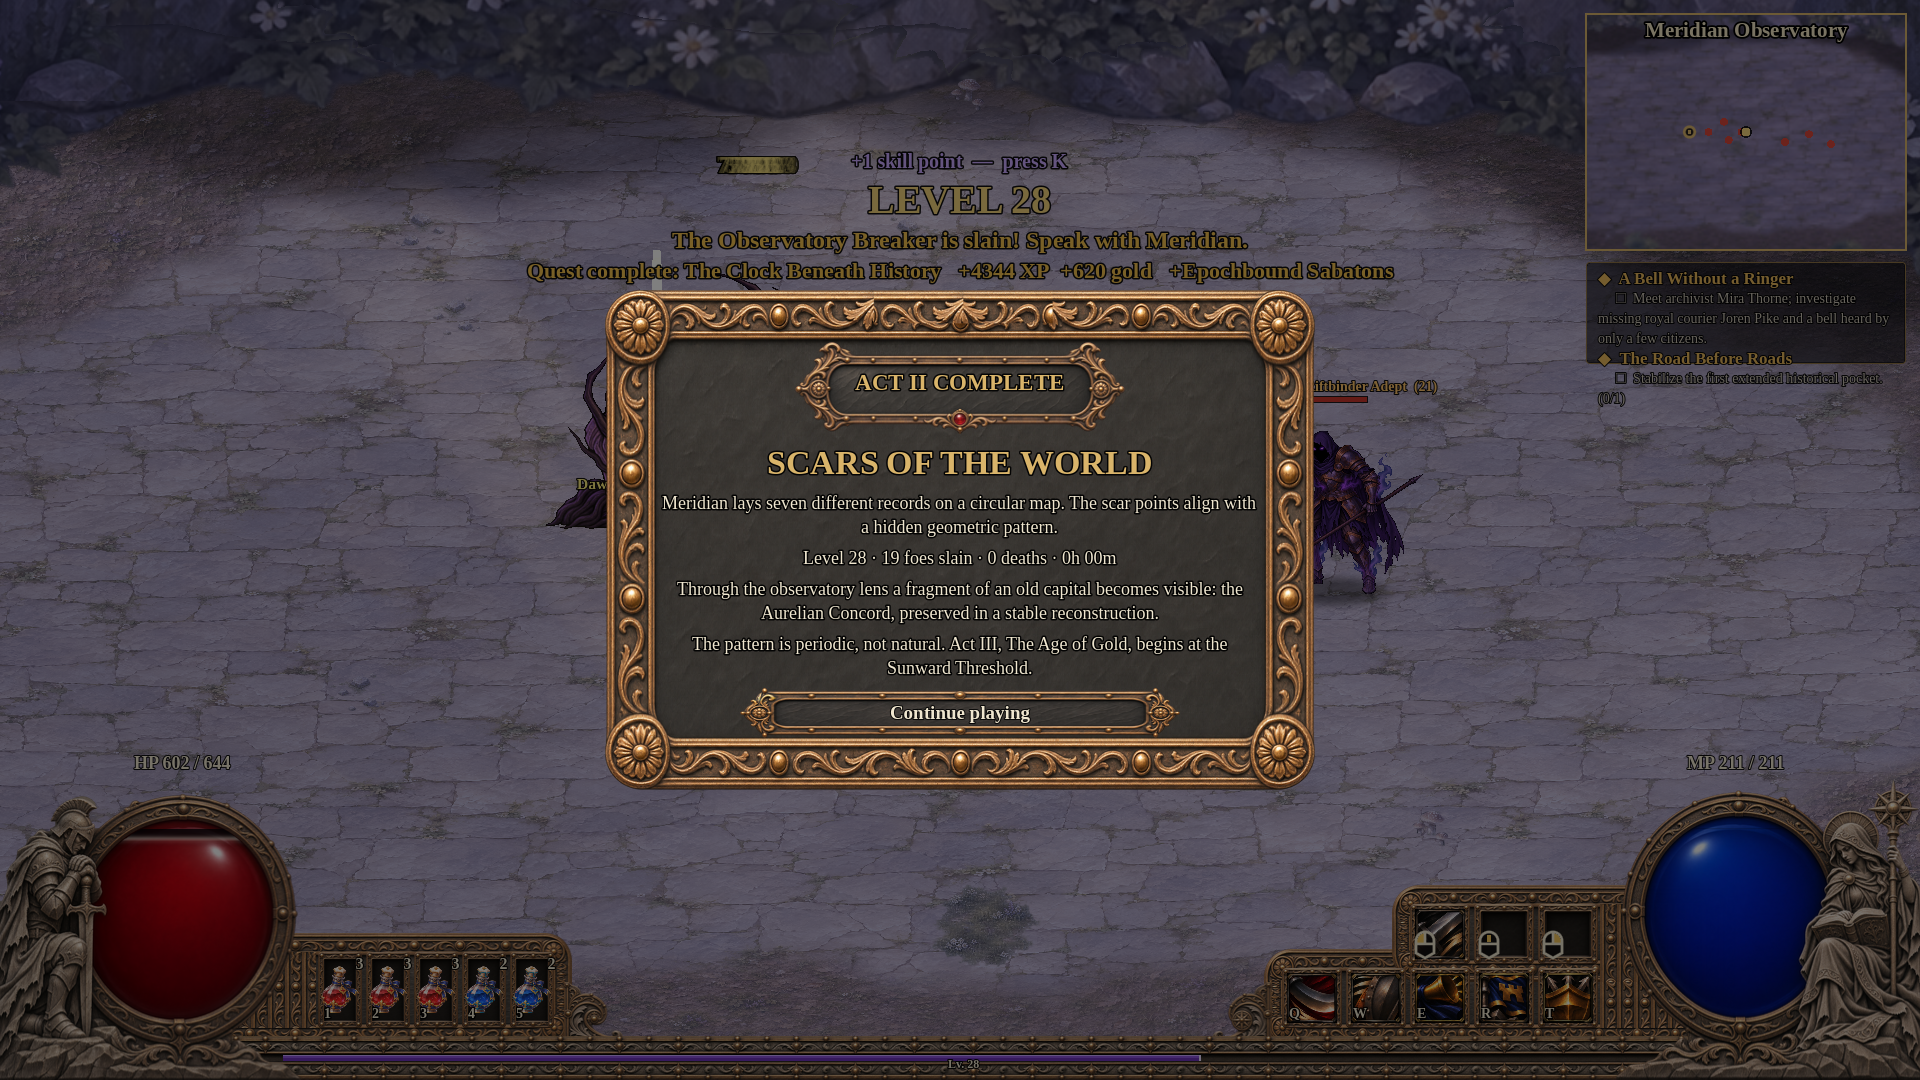 Meridian Observatory
+1 skill point — press K
LEVEL 28
The Observatory Breaker is slain! Speak with Meridian.
Quest complete: The Clock Beneath History +4344 XP +620 gold +Epochbound Sabatons
A Bell Without a Ringer
Meet archivist Mira Thorne; investigate
missing royal courier Joren Pike and a bell heard by
only a few citizens.
The Road Before Roads
Stabilize the first extended historical pocket.
(0/1)
ACT II COMPLETE
iftbinder Adept (21)
SCARS OF THE WORLD
Daw
Meridian lays seven different records on a circular map. The scar points align with
a hidden geometric pattern.
Level 28 · 19 foes slain · 0 deaths · 0h 00m
Through the observatory lens a fragment of an old capital becomes visible: the
Aurelian Concord, preserved in a stable reconstruction.
The pattern is periodic, not natural. Act III, The Age of Gold, begins at the
Sunward Threshold.
Continue playing
HP 602 / 644
MP 211 / 211
3 3 3 2 2
1 2 3 4 5
Q W E R T
Lv. 28